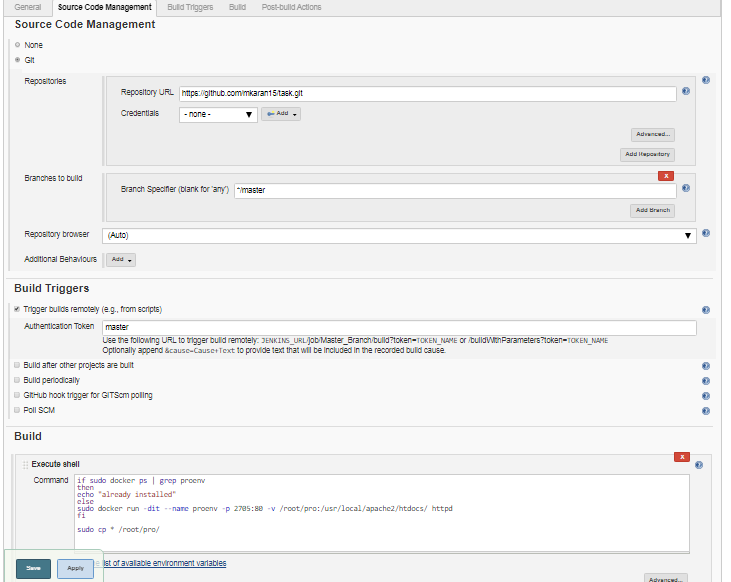 General Source Code Management Build Triggers Build Post-build Actions
Source Code Management
None
Git
Repositories
Repository URL https://github.com/mkaran15/task.git
Credentials - none - Add
Advanced...
Add Repository
Branches to build
X
Branch Specifier (blank for 'any') */master
Add Branch
Repository browser (Auto)
Additional Behaviours Add
Build Triggers
Trigger builds remotely (e.g., from scripts)
Authentication Token master
Use the following URL to trigger build remotely: JENKINS_URL/job/Master_Branch/build?token=TOKEN_NAME or /buildWithParameters?token=TOKEN_NAME
Optionally append &cause=Cause+Text to provide text that will be included in the recorded build cause.
Build after other projects are built
Build periodically
GitHub hook trigger for GITScm polling
Poll SCM
Build
X
Execute shell
Command
if sudo docker ps | grep proenv
then
echo "already installed"
else
sudo docker run -dit --name proenv -p 2705:80 -v /root/pro:/usr/local/apache2/htdocs/ httpd
fi
sudo cp * /root/pro/
list of available environment variables
Save Apply
Advanced...